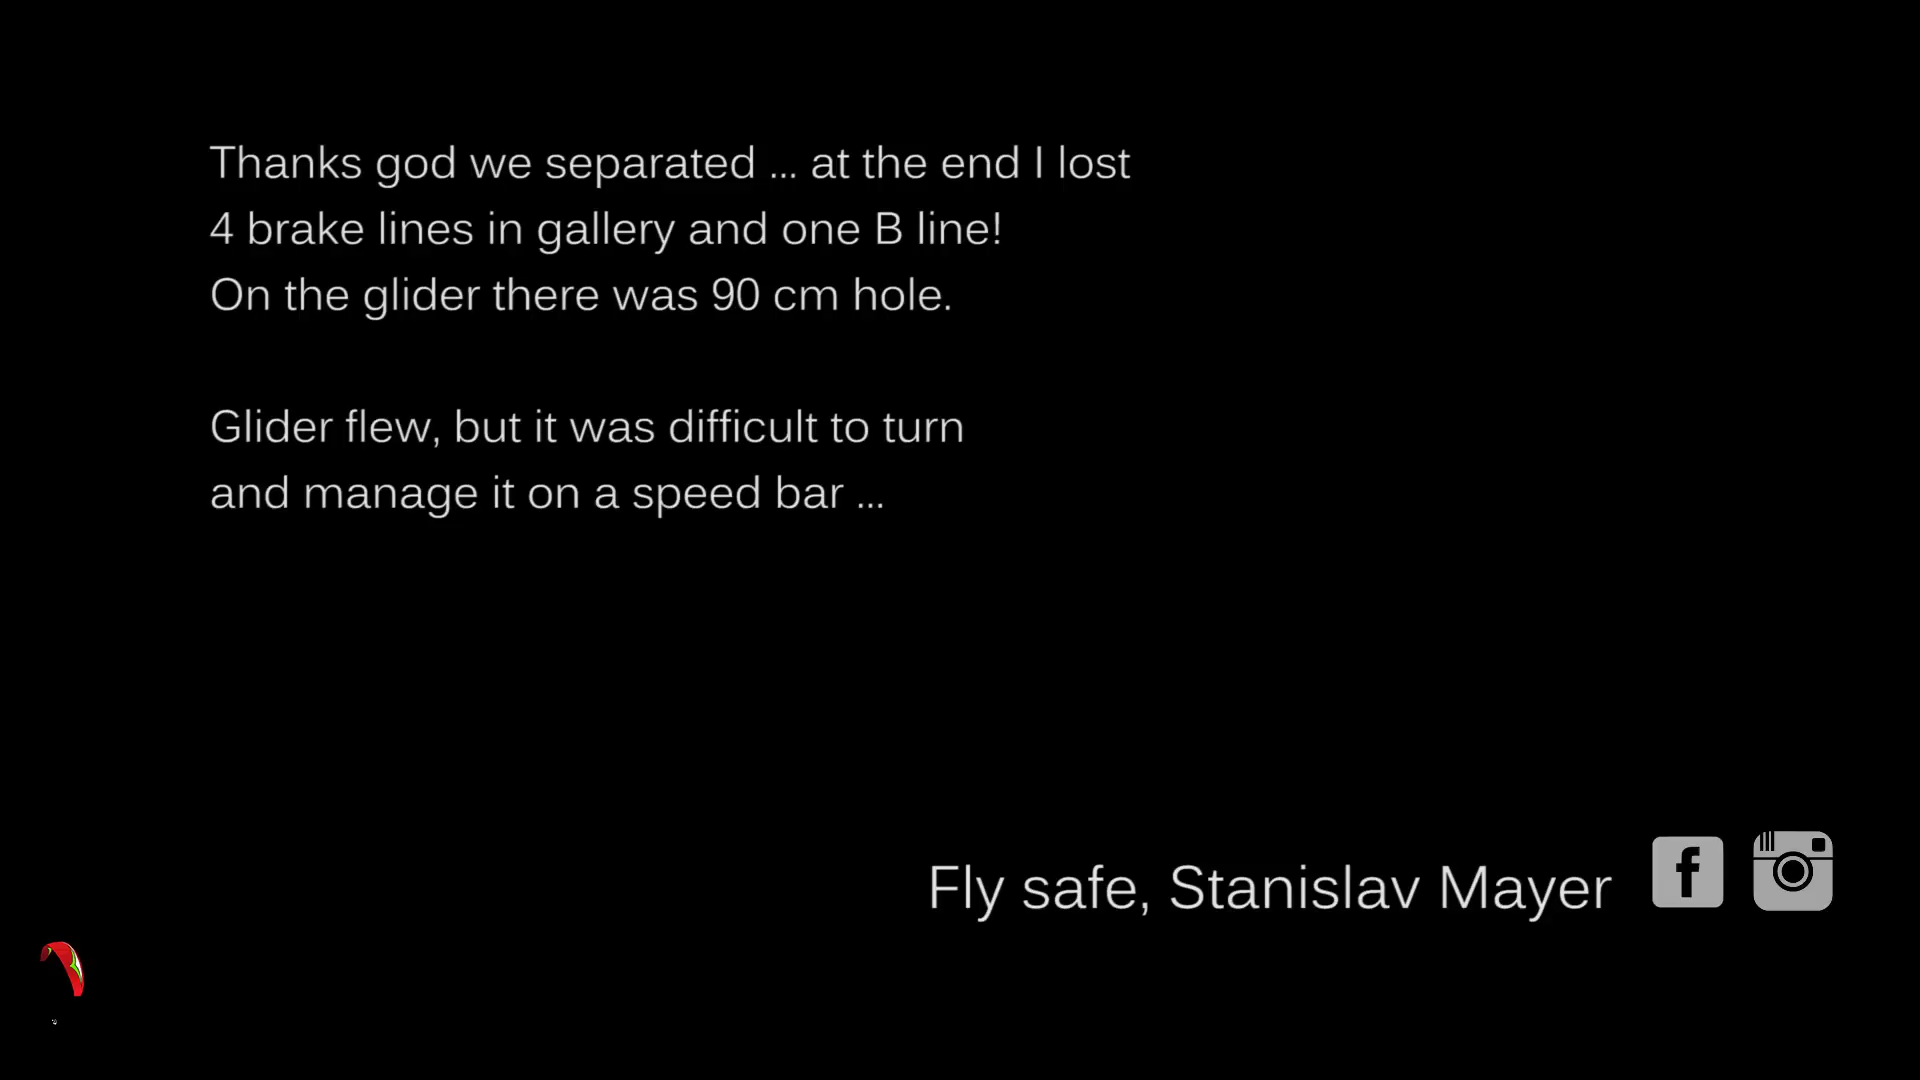 Thanks god we separated ... at the end I lost
4 brake lines in gallery and one B line!
On the glider there was 90 cm hole.
Glider flew, but it was difficult to turn
and manage it on a speed bar ...
Fly safe, Stanislav Mayer